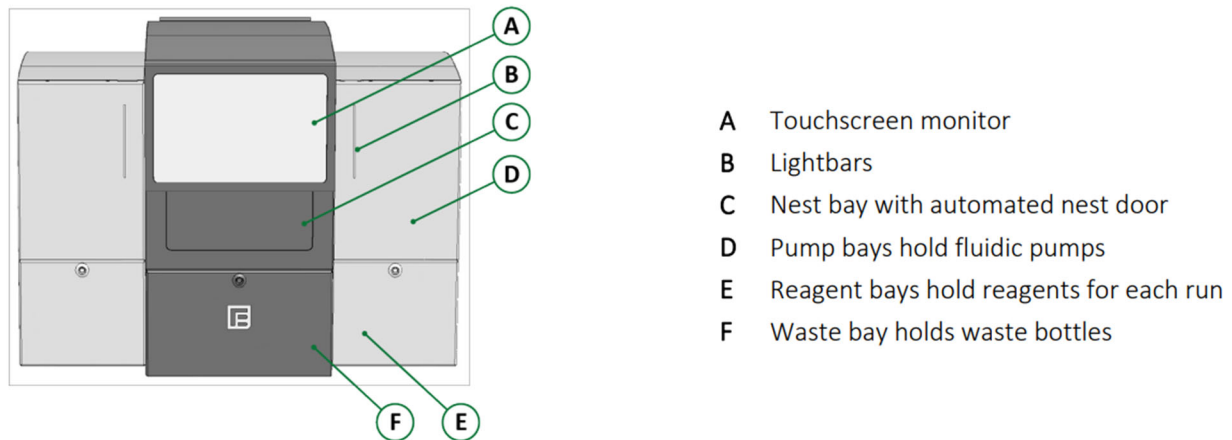 A
B
C
D
E
F
A Touchscreen monitor
B Lightbars
C Nest bay with automated nest door
D Pump bays hold fluidic pumps
E Reagent bays hold reagents for each run
F Waste bay holds waste bottles